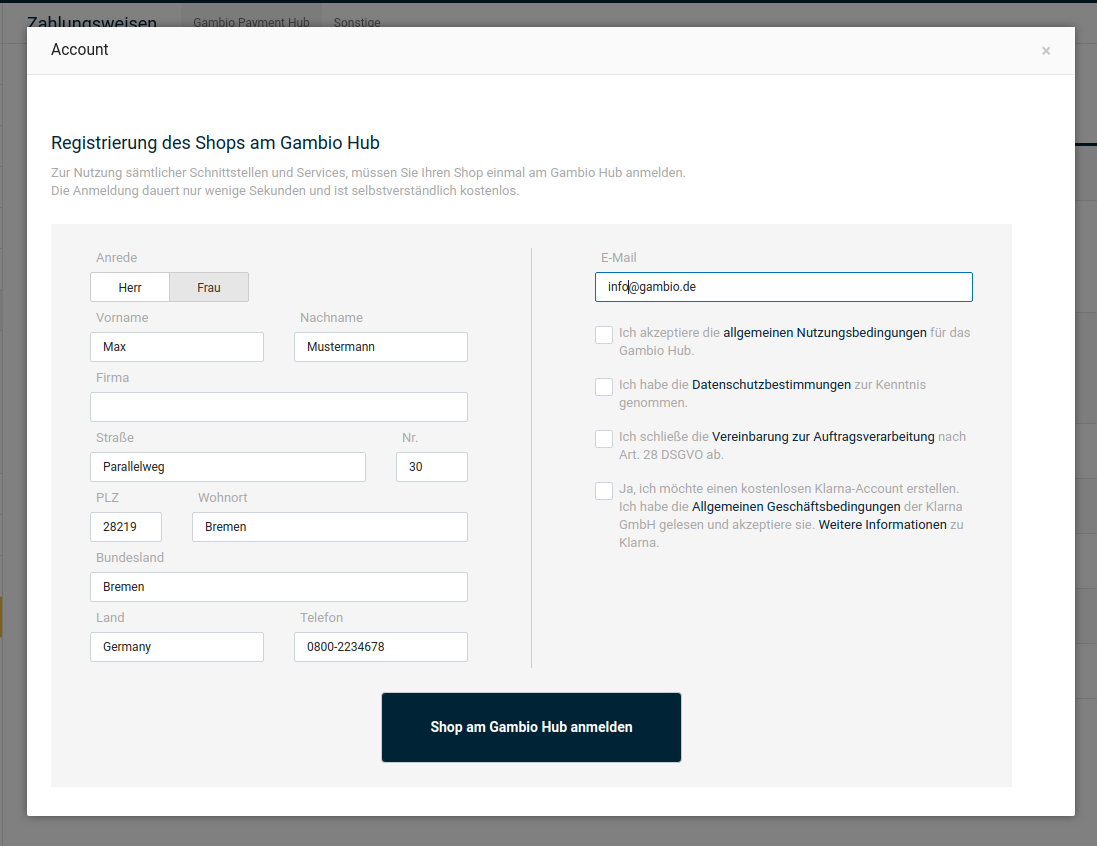 Zahlungsweisen Gambio Payment Hub Sonstige
Account ×
Registrierung des Shops am Gambio Hub
Zur Nutzung sämtlicher Schnittstellen und Services, müssen Sie Ihren Shop einmal am Gambio Hub anmelden.
Die Anmeldung dauert nur wenige Sekunden und ist selbstverständlich kostenlos.
Anrede
Herr Frau
Vorname Nachname
Max Mustermann
Firma
Straße Nr.
Parallelweg 30
PLZ Wohnort
28219 Bremen
Bundesland
Bremen
Land Telefon
Germany 0800-2234678
E-Mail
info@gambio.de
Ich akzeptiere die allgemeinen Nutzungsbedingungen für das
Gambio Hub.
Ich habe die Datenschutzbestimmungen zur Kenntnis
genommen.
Ich schließe die Vereinbarung zur Auftragsverarbeitung nach
Art. 28 DSGVO ab.
Ja, ich möchte einen kostenlosen Klarna-Account erstellen.
Ich habe die Allgemeinen Geschäftsbedingungen der Klarna
GmbH gelesen und akzeptiere sie. Weitere Informationen zu
Klarna.
Shop am Gambio Hub anmelden